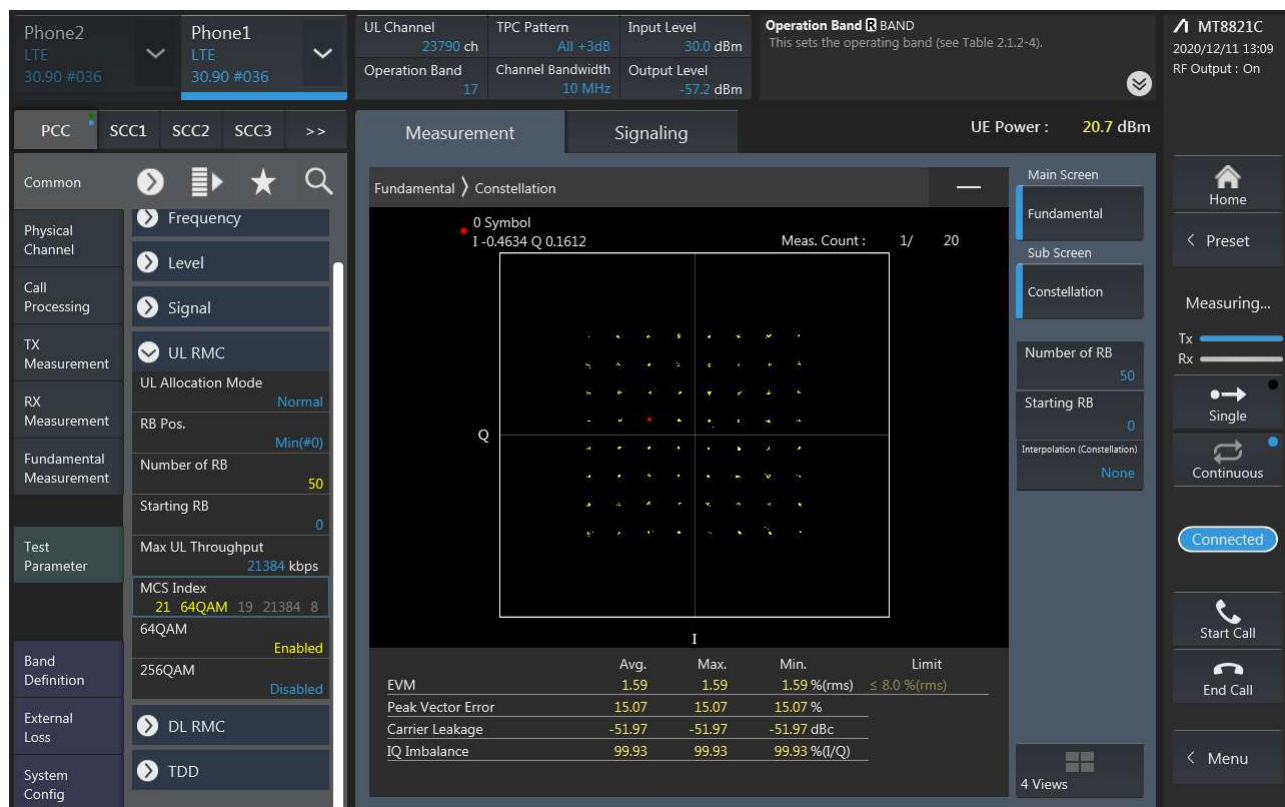 Phone2
LTE
30.90 #036
Phone1
LTE
30.90 #036
UL Channel
23790 ch
TPC Pattern
All +3dB
Input Level
30.0 dBm
Operation Band
17
Channel Bandwidth
10 MHz
Output Level
-57.2 dBm
Operation Band R BAND
This sets the operating band (see Table 2.1.2-4).
MT8821C
2020/12/11 13:09
RF Output : On
PCC SCC1 SCC2 SCC3 >>
Measurement
Signaling
UE Power : 20.7 dBm
Common
Physical
Channel
Call
Processing
TX
Measurement
RX
Measurement
Fundamental
Measurement
Test
Parameter
Band
Definition
External
Loss
System
Config
Frequency
Level
Signal
UL RMC
UL Allocation Mode
Normal
RB Pos.
Min(#0)
Number of RB
50
Starting RB
0
Max UL Throughput
21384 kbps
MCS Index
21 64QAM 19 21384 8
64QAM
Enabled
256QAM
Disabled
DL RMC
TDD
Fundamental 〉 Constellation
0 Symbol
I -0.4634 Q 0.1612
Meas. Count : 1/ 20
Q
I
Avg. Max. Min. Limit
EVM 1.59 1.59 1.59 %(rms) ≤ 8.0 %(rms)
Peak Vector Error 15.07 15.07 15.07 %
Carrier Leakage -51.97 -51.97 -51.97 dBc
IQ Imbalance 99.93 99.93 99.93 %(I/Q)
Main Screen
Fundamental
Sub Screen
Constellation
Number of RB
50
Starting RB
0
Interpolation (Constellation)
None
4 Views
Home
< Preset
Measuring...
Tx
Rx
Single
Continuous
Connected
Start Call
End Call
< Menu